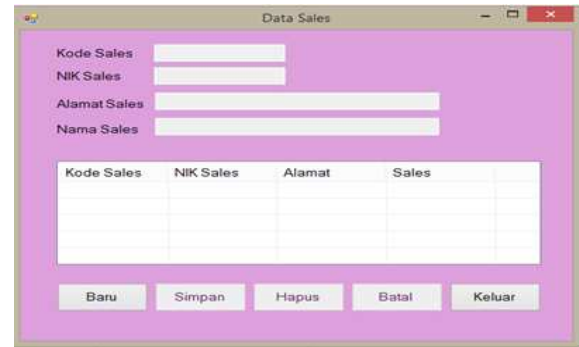 Data Sales
Kode Sales
NIK Sales
Alamat Sales
Nama Sales
Kode Sales NIK Sales Alamat Sales
Baru Simpan Hapus Batal Keluar